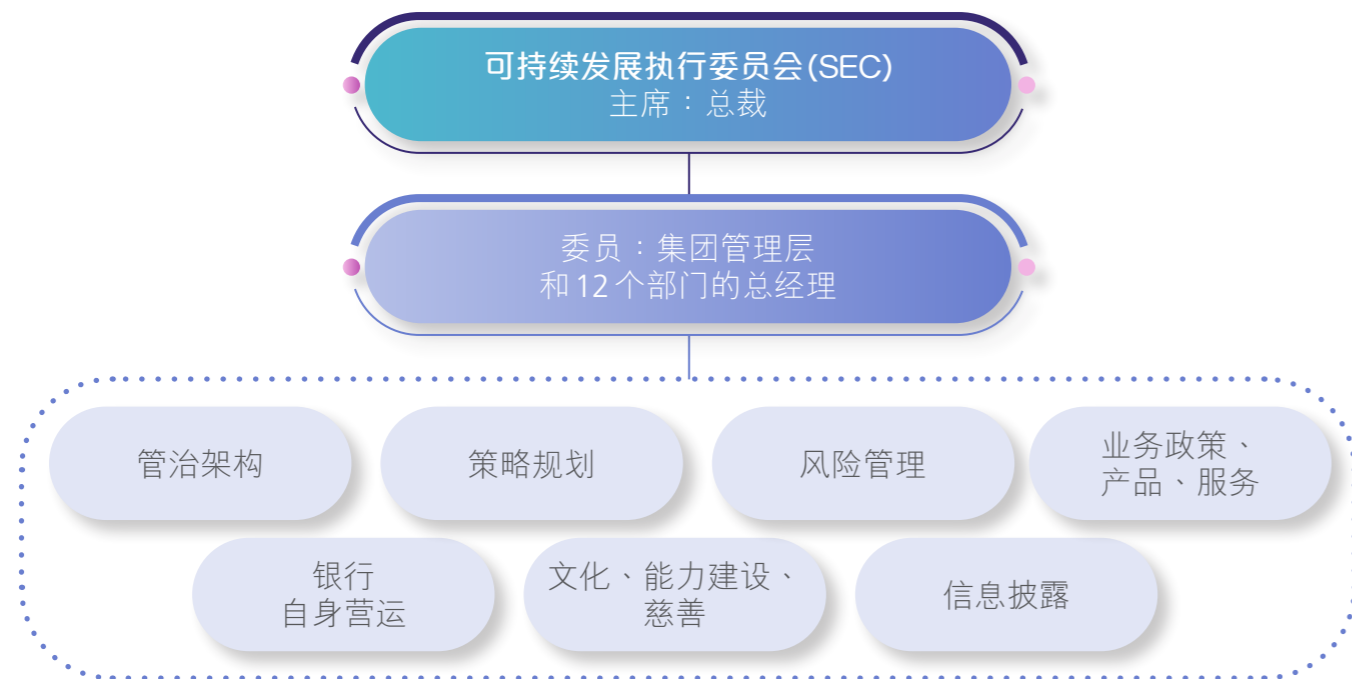 可持续发展执行委员会(SEC)
主席：总裁
委员：集团管理层
和12个部门的总经理
管治架构
策略规划
风险管理
业务政策、
产品、服务
银行
自身营运
文化、能力建设、
慈善
信息披露